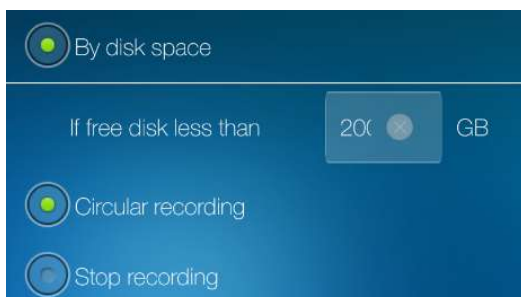 By disk space
If free disk less than 20 GB
Circular recording
Stop recording